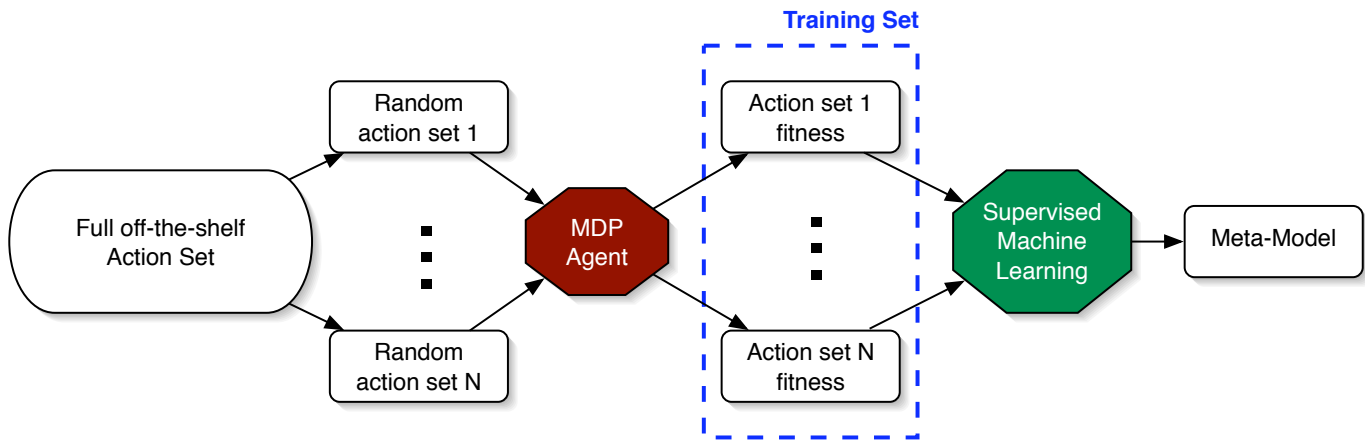 Training Set
Random
action set 1
Action set 1
fitness
Full off-the-shelf
Action Set
MDP
Agent
Supervised
Machine
Learning
Meta-Model
Random
action set N
Action set N
fitness